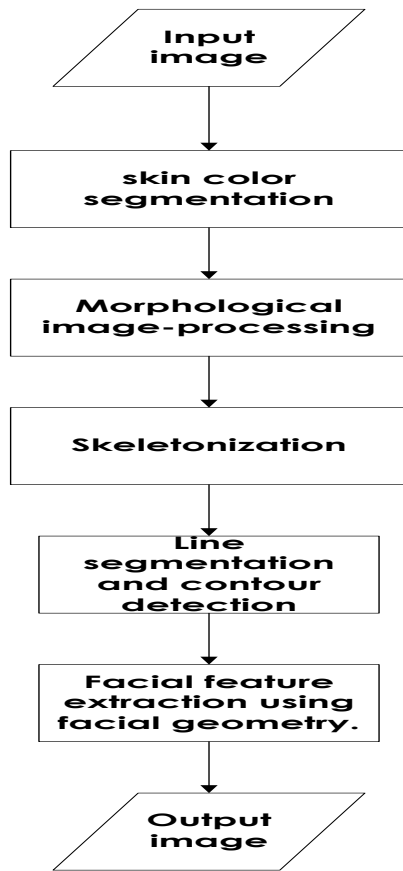 Input
image
skin color
segmentation
Morphological
image-processing
Skeletonization
Line
segmentation
and contour
detection
Facial feature
extraction using
facial geometry.
Output
image